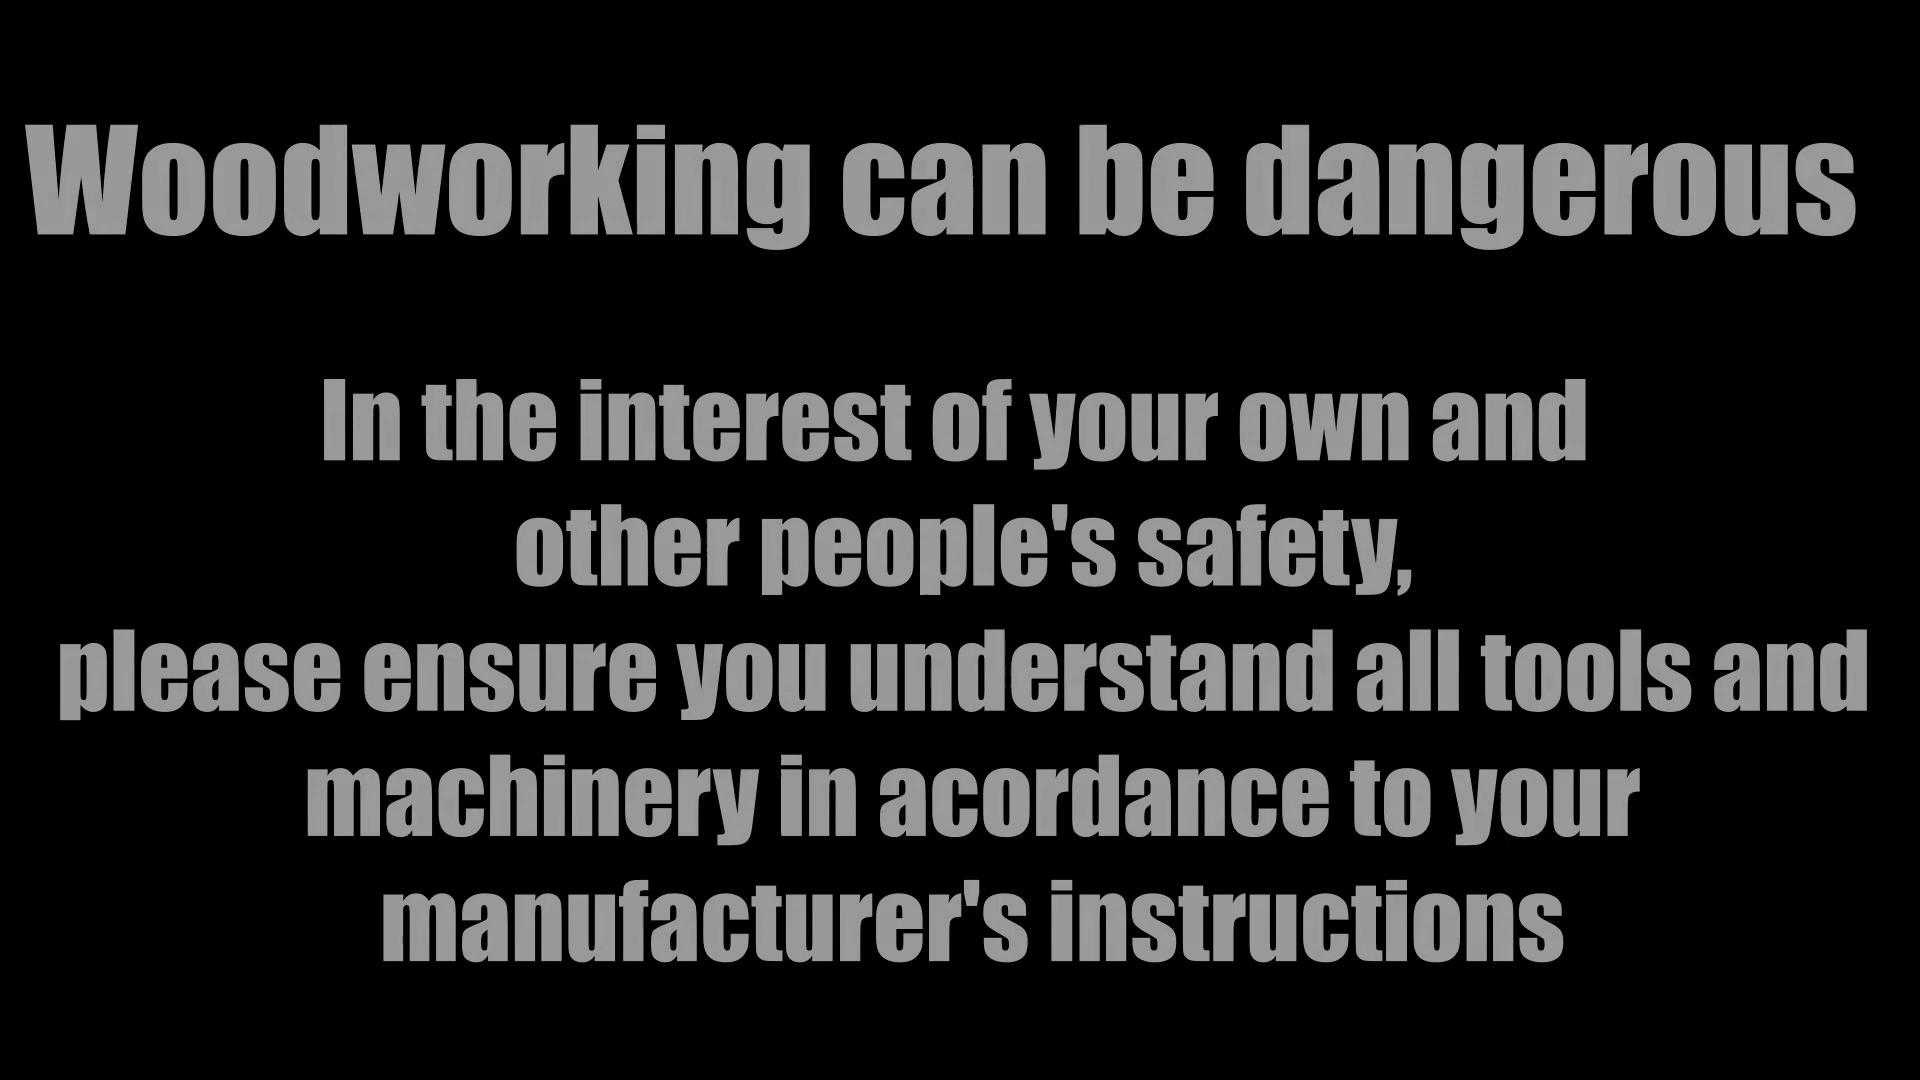 Woodworking can be dangerous
In the interest of your own and
other people's safety,
please ensure you understand all tools and
machinery in acordance to your
manufacturer's instructions